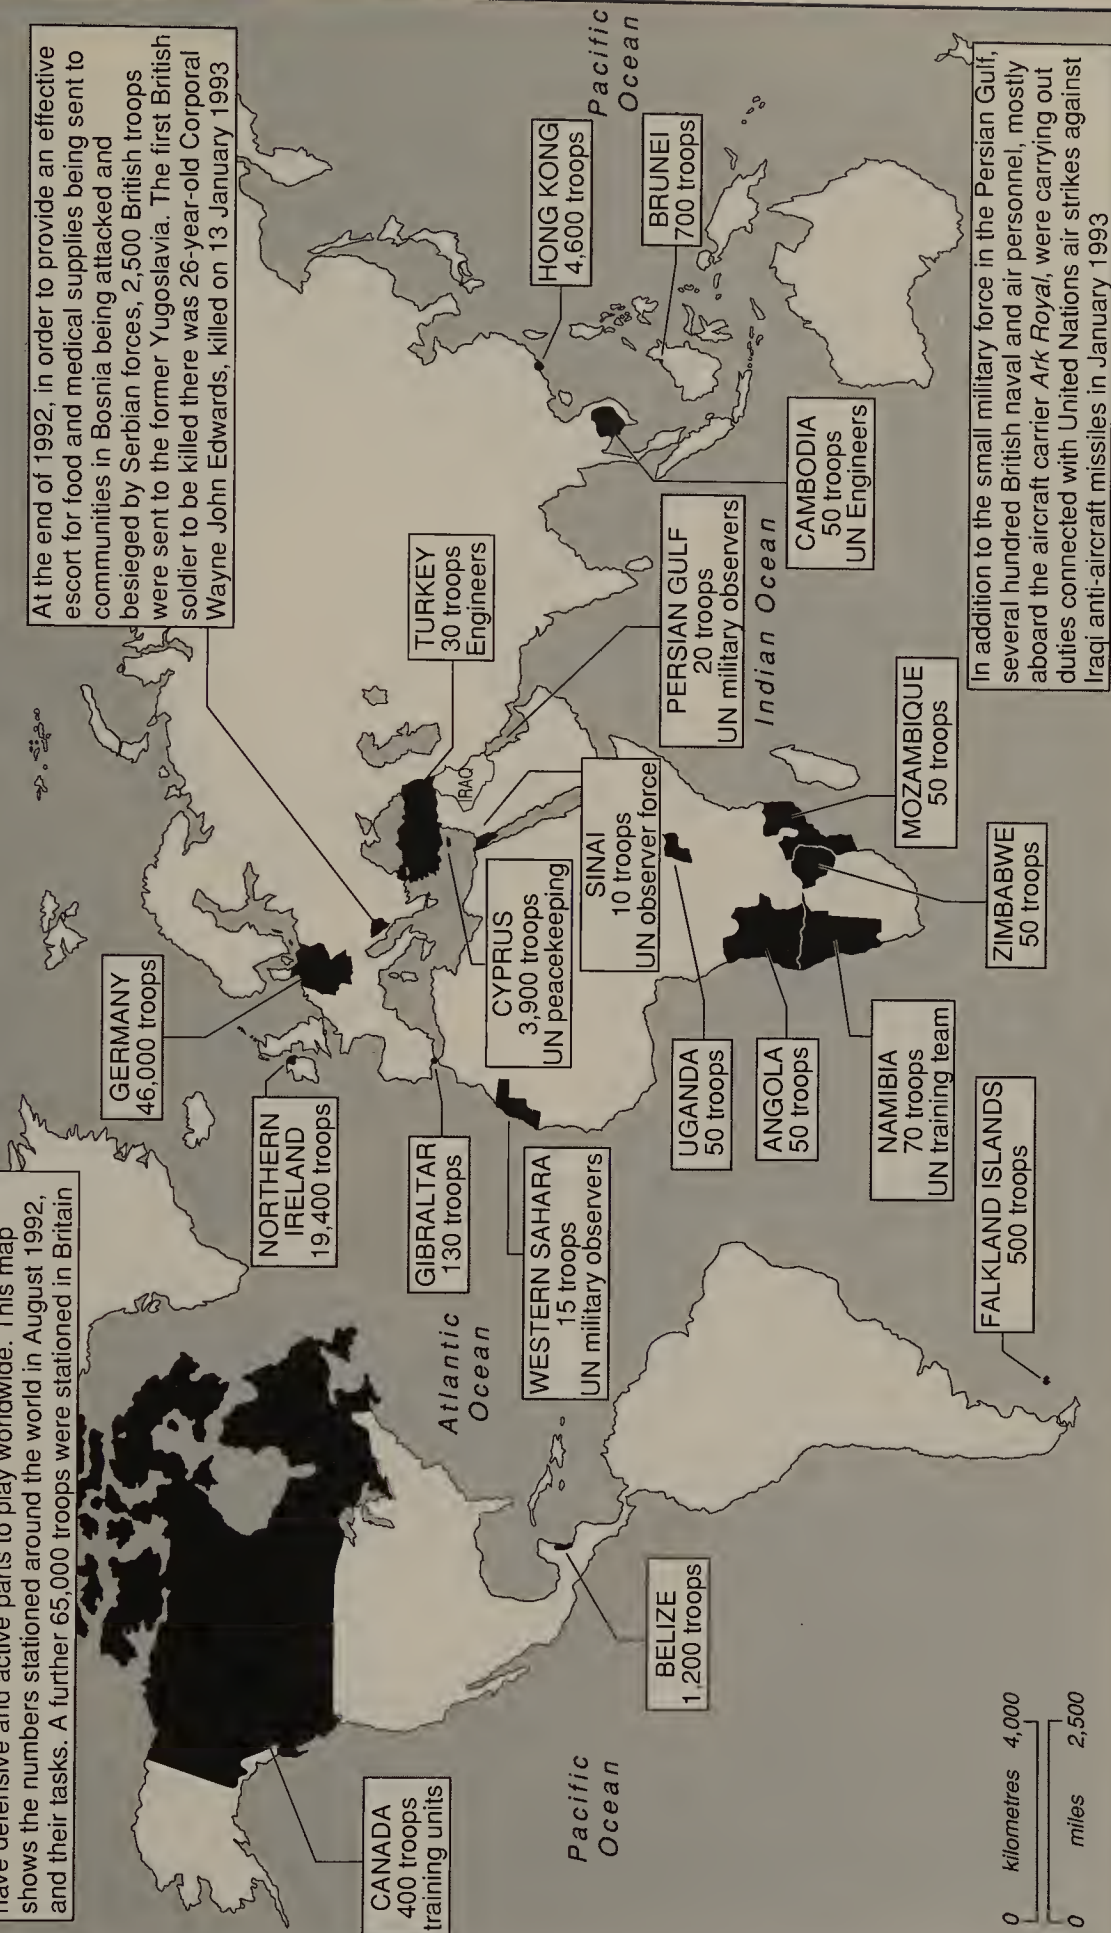 have defensive and active parts to play worldwide. This map
shows the numbers stationed around the world in August 1992,
and their tasks. A further 65,000 troops were stationed in Britain
At the end of 1992, in order to provide an effective
escort for food and medical supplies being sent to
communities in Bosnia being attacked and
besieged by Serbian forces, 2,500 British troops
were sent to the former Yugoslavia. The first British
soldier to be killed there was 26-year-old Corporal
Wayne John Edwards, killed on 13 January 1993
GERMANY
46,000 troops
NORTHERN
IRELAND
19,400 troops
GIBRALTAR
130 troops
CANADA
400 troops
training units
Atlantic
Ocean
WESTERN SAHARA
15 troops
UN military observers
CYPRUS
3,900 troops
UN peacekeeping
TURKEY
30 troops
Engineers
IRAQ
SINAI
10 troops
UN observer force
PERSIAN GULF
20 troops
UN military observers
HONG KONG
4,600 troops
Pacific
Ocean
BRUNEI
700 troops
CAMBODIA
50 troops
UN Engineers
Indian Ocean
BELIZE
1,200 troops
Pacific
Ocean
UGANDA
50 troops
ANGOLA
50 troops
NAMIBIA
70 troops
UN training team
MOZAMBIQUE
50 troops
ZIMBABWE
50 troops
FALKLAND ISLANDS
500 troops
In addition to the small military force in the Persian Gulf,
several hundred British naval and air personnel, mostly
aboard the aircraft carrier Ark Royal, were carrying out
duties connected with United Nations air strikes against
Iraqi anti-aircraft missiles in January 1993
0 kilometres 4,000
0 miles 2,500